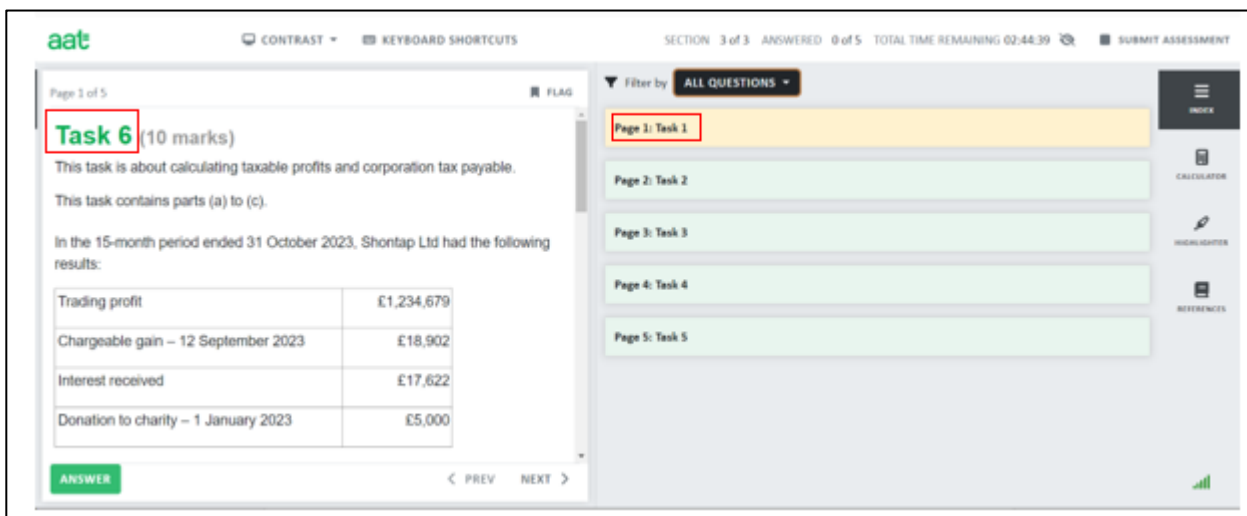 aat
CONTRAST
KEYBOARD SHORTCUTS
SECTION 3 of 3 ANSWERED 0 of 5 TOTAL TIME REMAINING 02:44:39
SUBMIT ASSESSMENT
Page 1 of 5
FLAG
Task 6 (10 marks)
This task is about calculating taxable profits and corporation tax payable.
This task contains parts (a) to (c).
In the 15-month period ended 31 October 2023, Shontap Ltd had the following
results:
Trading profit £1,234,679
Chargeable gain – 12 September 2023 £18,902
Interest received £17,622
Donation to charity – 1 January 2023 £5,000
ANSWER
< PREV
NEXT >
Filter by ALL QUESTIONS
Page 1: Task 1
Page 2: Task 2
Page 3: Task 3
Page 4: Task 4
Page 5: Task 5
INDEX
CALCULATOR
HIGHLIGHTER
REFERENCES